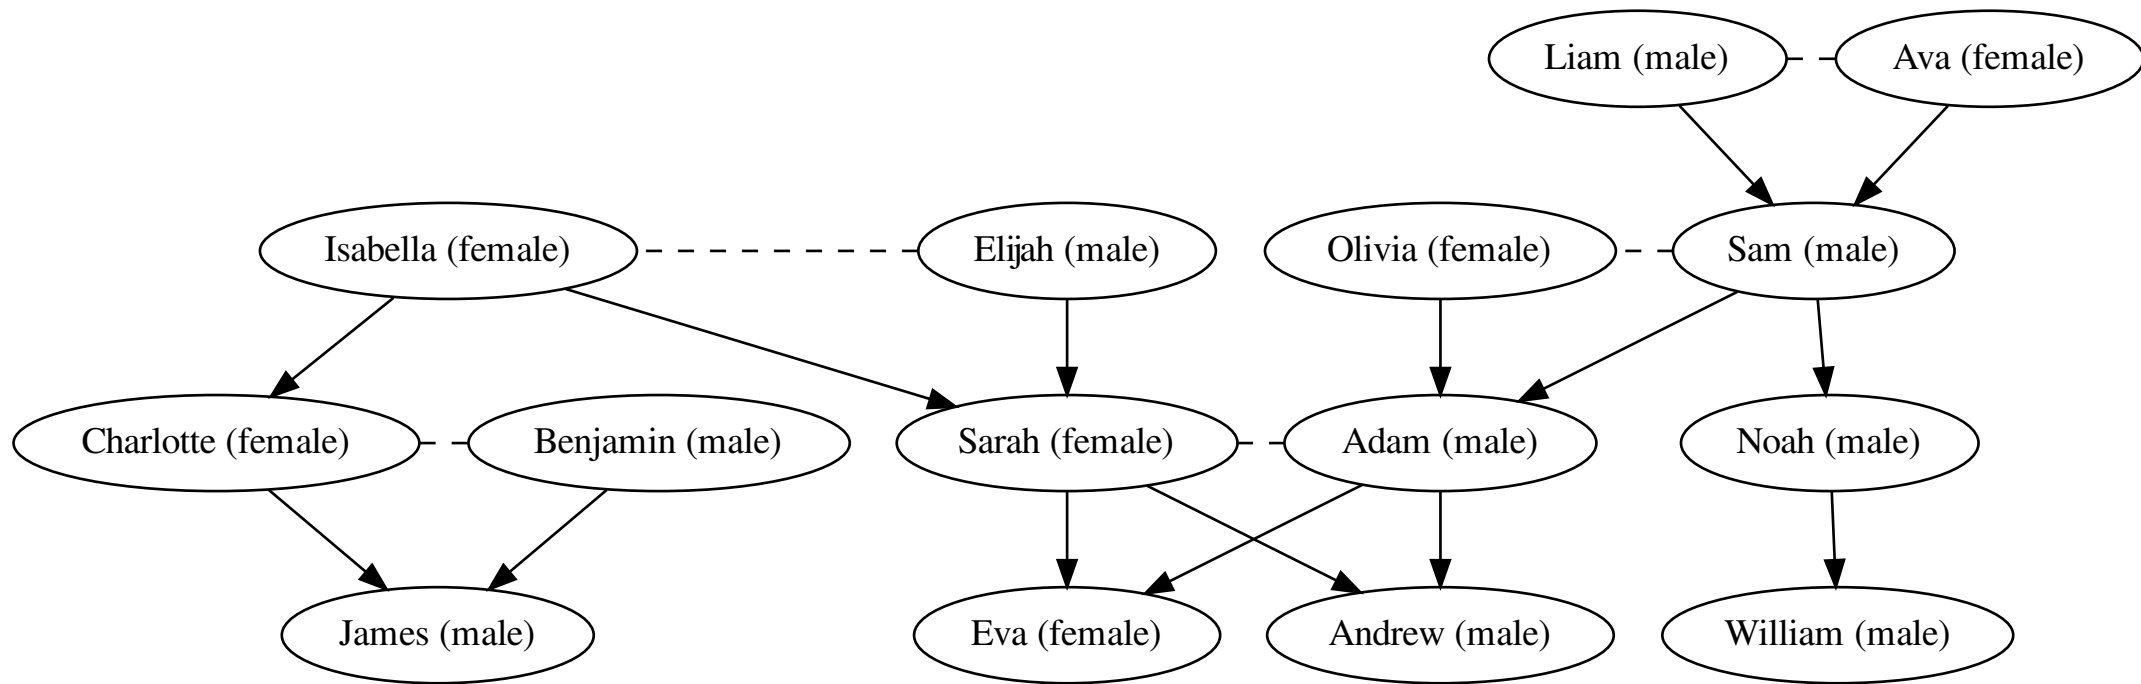 Liam (male)
Ava (female)
Isabella (female)
Elijah (male)
Olivia (female)
Sam (male)
Charlotte (female)
Benjamin (male)
Sarah (female)
Adam (male)
Noah (male)
James (male)
Eva (female)
Andrew (male)
William (male)